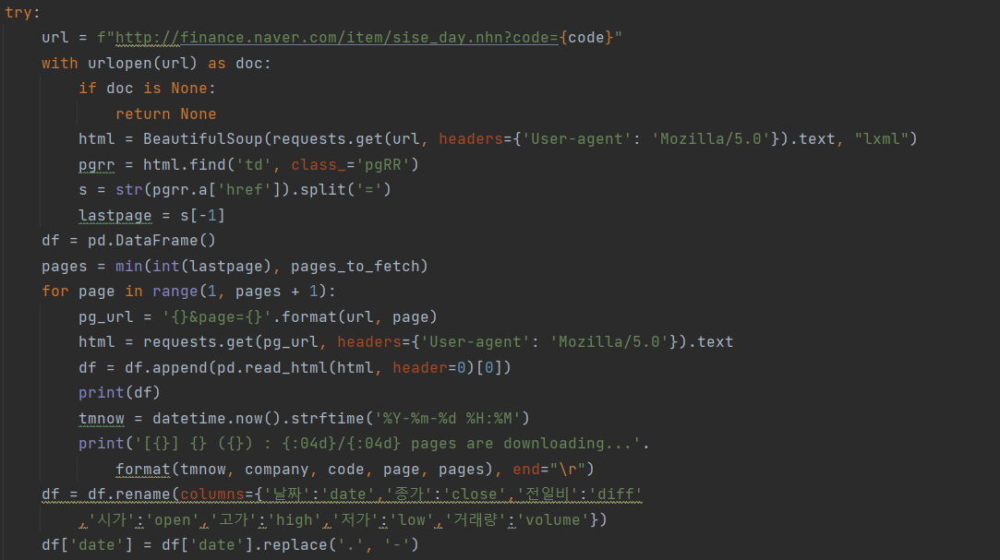 try:
    url = f"http://finance.naver.com/item/sise_day.nhn?code={code}"
    with urlopen(url) as doc:
        if doc is None:
            return None
        html = BeautifulSoup(requests.get(url, headers={'User-agent': 'Mozilla/5.0'}).text, "lxml")
        pgrr = html.find('td', class_='pgRR')
        s = str(pgrr.a['href']).split('=')
        lastpage = s[-1]
    df = pd.DataFrame()
    pages = min(int(lastpage), pages_to_fetch)
    for page in range(1, pages + 1):
        pg_url = '{}&page={}'.format(url, page)
        html = requests.get(pg_url, headers={'User-agent': 'Mozilla/5.0'}).text
        df = df.append(pd.read_html(html, header=0)[0])
        print(df)
        tmnow = datetime.now().strftime('%Y-%m-%d %H:%M')
        print('[{}] {} ({}) : {:04d}/{:04d} pages are downloading...'.
            format(tmnow, company, code, page, pages), end="\r")
    df = df.rename(columns={'날짜':'date','종가':'close','전일비':'diff'
        ,'시가':'open','고가':'high','저가':'low','거래량':'volume'})
    df['date'] = df['date'].replace('.', '-')